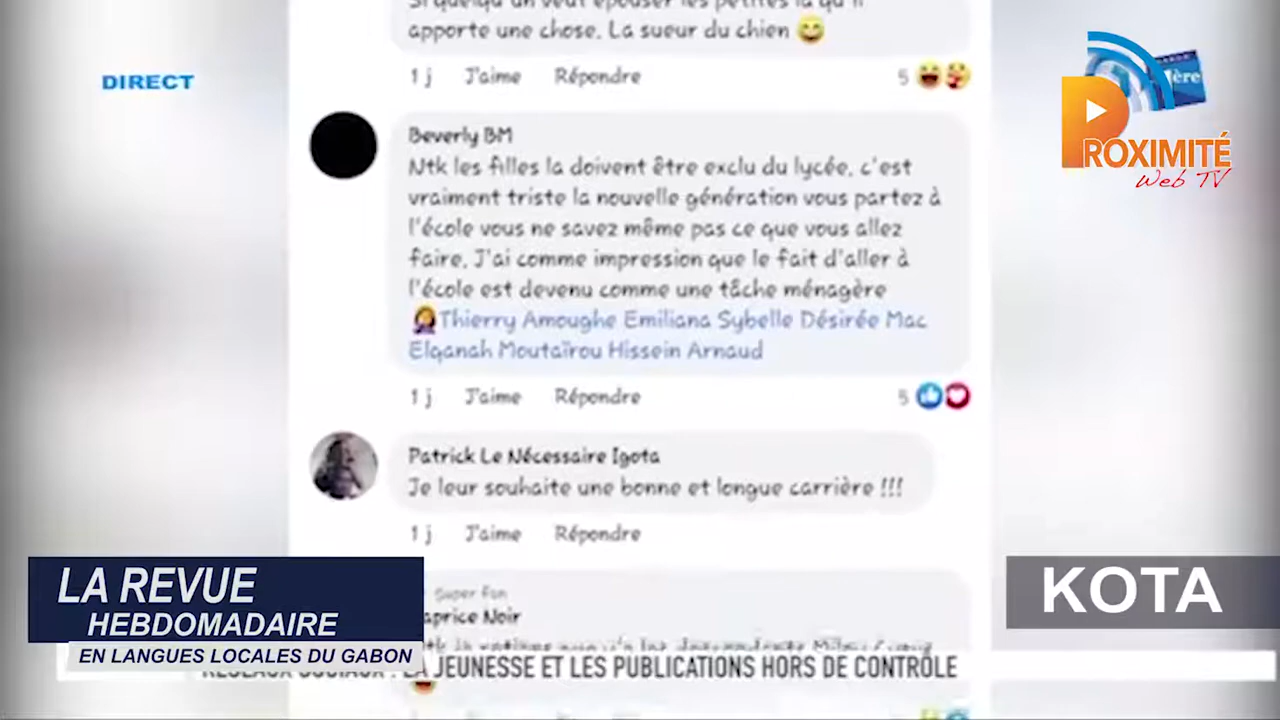 apporte une chose. La sueur du chien 😄
1 j J'aime Répondre 5
DIRECT
PROXIMITÉ
Web TV
Beverly BM
Ntk les filles la doivent être exclu du lycée, c'est
vraiment triste la nouvelle génération vous partez à
l'école vous ne savez même pas ce que vous allez
faire, J'ai comme impression que le fait d'aller à
l'école est devenu comme une tâche ménagère
🤦‍♀️Thierry Amoughe Emiliana Sybelle Désirée Mac
Elqanah Moutaïrou Hissein Arnaud
1 j J'aime Répondre 5
Patrick Le Nécessaire Igota
Je leur souhaite une bonne et longue carrière !!!
1 j J'aime Répondre
Super fan
aprice Noir
LA REVUE
HEBDOMADAIRE
EN LANGUES LOCALES DU GABON
KOTA
LA JEUNESSE ET LES PUBLICATIONS HORS DE CONTRÔLE